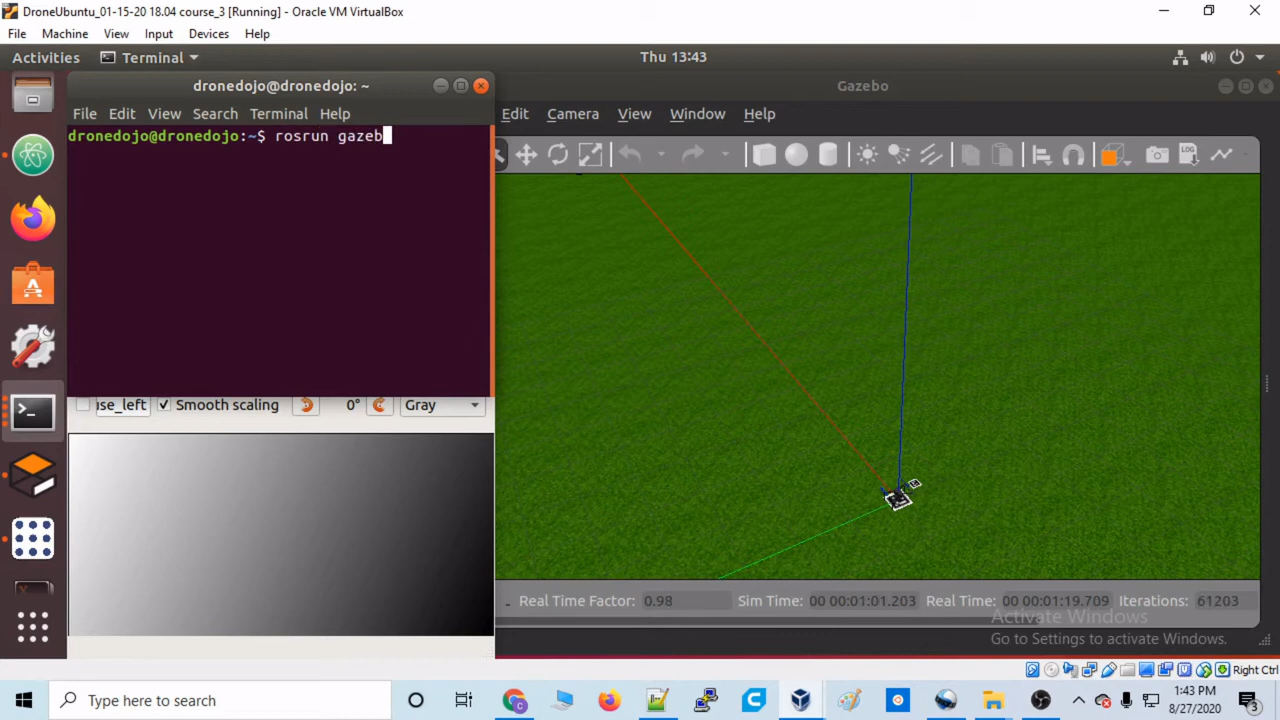 DroneUbuntu_01-15-20 18.04 course_3 [Running] - Oracle VM VirtualBox
File Machine View Input Devices Help
Activities Terminal Thu 13:43
dronedojo@dronedojo: ~
Gazebo
File Edit View Search Terminal Help
Edit Camera View Window Help
dronedojo@dronedojo:~$ rosrun gazeb
LOG
use_left Smooth scaling 0° Gray
Real Time Factor: 0.98 Sim Time: 00 00:01:01.203 Real Time: 00 00:01:19.709 Iterations: 61203
Activate Windows
Go to Settings to activate Windows.
Right Ctrl
Type here to search
1:43 PM
8/27/2020
3